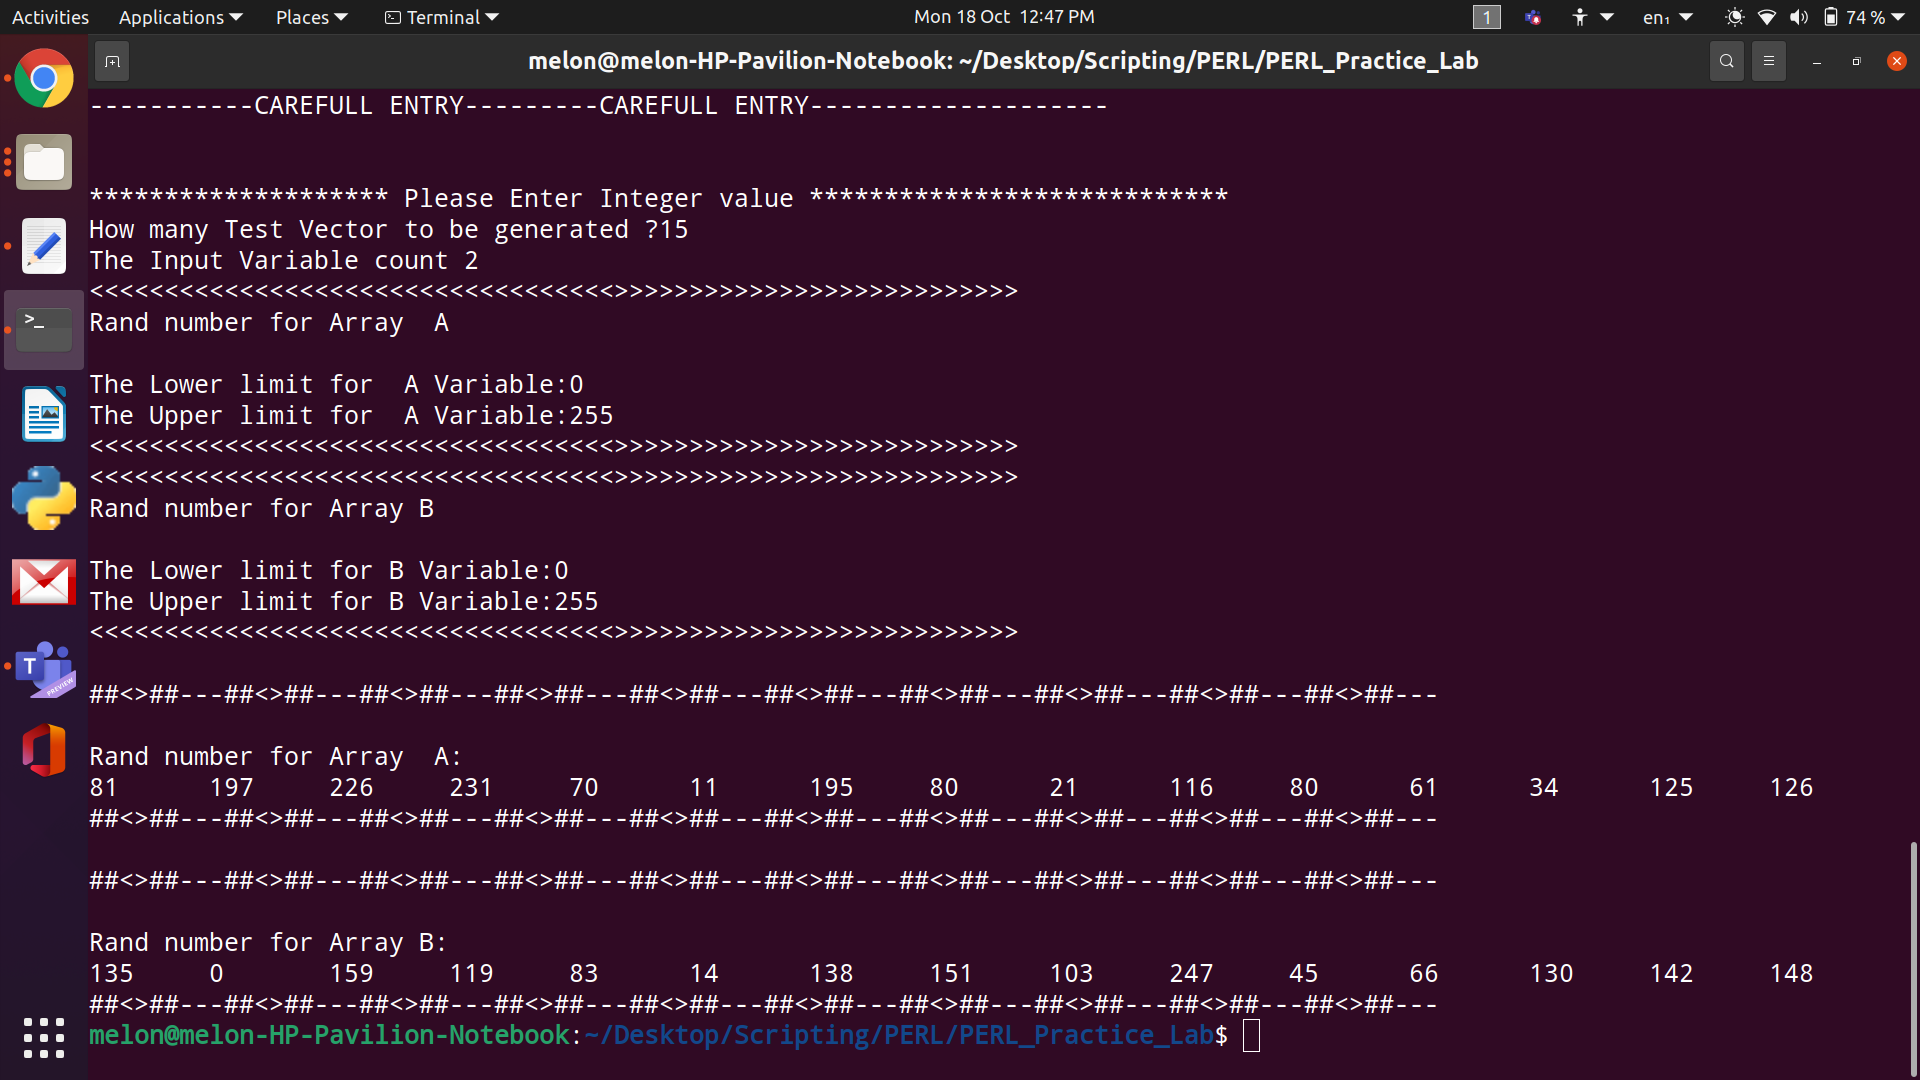 Activities Applications Places Terminal Mon 18 Oct 12:47 PM 1 en₁ 74 %
melon@melon-HP-Pavilion-Notebook: ~/Desktop/Scripting/PERL/PERL_Practice_Lab
-----------CAREFULL ENTRY---------CAREFULL ENTRY--------------------
******************** Please Enter Integer value ****************************
How many Test Vector to be generated ?15
The Input Variable count 2
<<<<<<<<<<<<<<<<<<<<<<<<<<<<<<<<<<<>>>>>>>>>>>>>>>>>>>>>>>>>>>
Rand number for Array  A
The Lower limit for  A Variable:0
The Upper limit for  A Variable:255
<<<<<<<<<<<<<<<<<<<<<<<<<<<<<<<<<<<>>>>>>>>>>>>>>>>>>>>>>>>>>>
<<<<<<<<<<<<<<<<<<<<<<<<<<<<<<<<<<<>>>>>>>>>>>>>>>>>>>>>>>>>>>
Rand number for Array B
The Lower limit for B Variable:0
The Upper limit for B Variable:255
<<<<<<<<<<<<<<<<<<<<<<<<<<<<<<<<<<<>>>>>>>>>>>>>>>>>>>>>>>>>>>
##<>##---##<>##---##<>##---##<>##---##<>##---##<>##---##<>##---##<>##---##<>##---##<>##---
Rand number for Array  A:
81 197 226 231 70 11 195 80 21 116 80 61 34 125 126
##<>##---##<>##---##<>##---##<>##---##<>##---##<>##---##<>##---##<>##---##<>##---##<>##---
##<>##---##<>##---##<>##---##<>##---##<>##---##<>##---##<>##---##<>##---##<>##---##<>##---
Rand number for Array B:
135 0 159 119 83 14 138 151 103 247 45 66 130 142 148
##<>##---##<>##---##<>##---##<>##---##<>##---##<>##---##<>##---##<>##---##<>##---##<>##---
melon@melon-HP-Pavilion-Notebook:~/Desktop/Scripting/PERL/PERL_Practice_Lab$
>_
T
PREVIEW